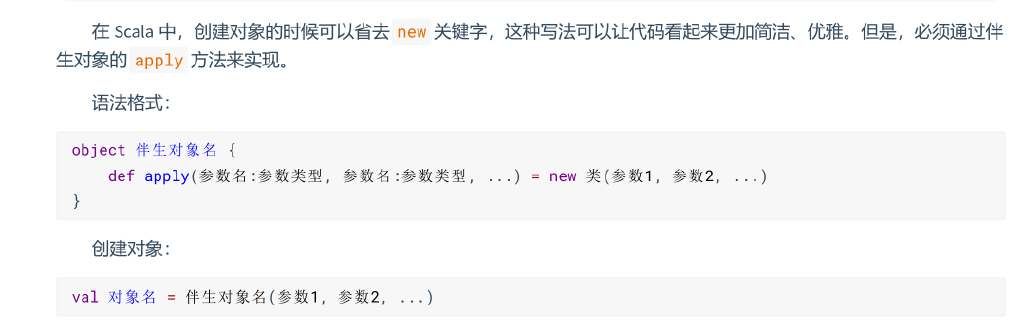 在 Scala 中，创建对象的时候可以省去 new 关键字，这种写法可以让代码看起来更加简洁、优雅。但是，必须通过伴
生对象的 apply 方法来实现。
语法格式：
object 伴生对象名 {
    def apply(参数名:参数类型, 参数名:参数类型, ...) = new 类(参数1, 参数2, ...)
}
创建对象：
val 对象名 = 伴生对象名(参数1, 参数2, ...)